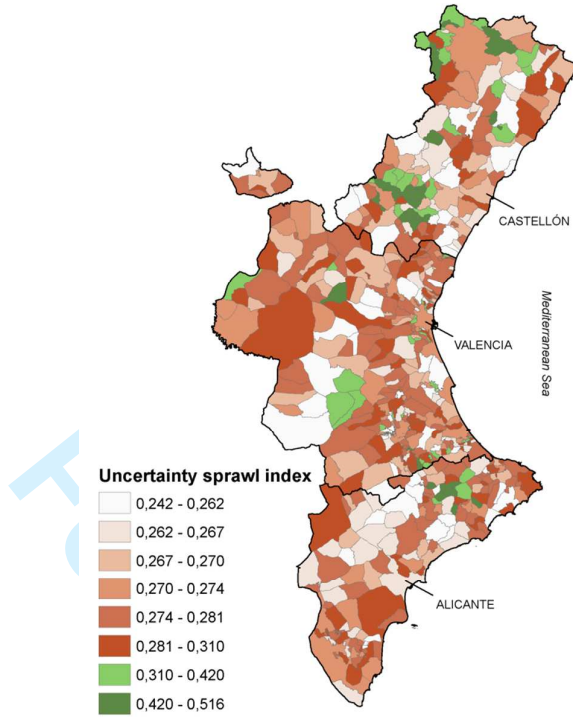 CASTELLÓN
Mediterranean Sea
VALENCIA
Uncertainty sprawl index
0,242 - 0,262
0,262 - 0,267
0,267 - 0,270
0,270 - 0,274
0,274 - 0,281
0,281 - 0,310
0,310 - 0,420
0,420 - 0,516
ALICANTE